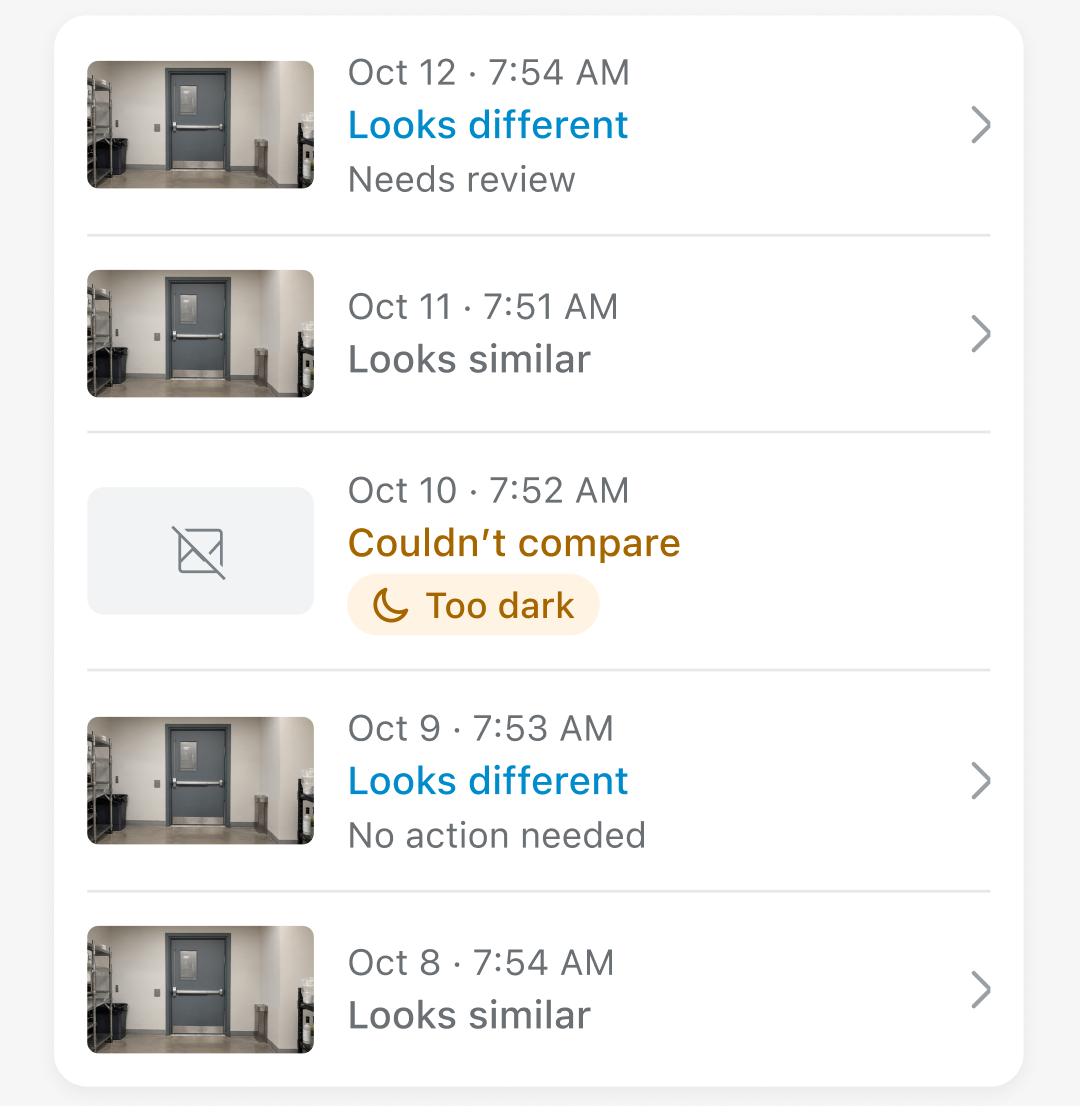 Oct 12 · 7:54 AM
Looks different
Needs review
Oct 11 · 7:51 AM
Looks similar
Oct 10 · 7:52 AM
Couldn’t compare
Too dark
Oct 9 · 7:53 AM
Looks different
No action needed
Oct 8 · 7:54 AM
Looks similar